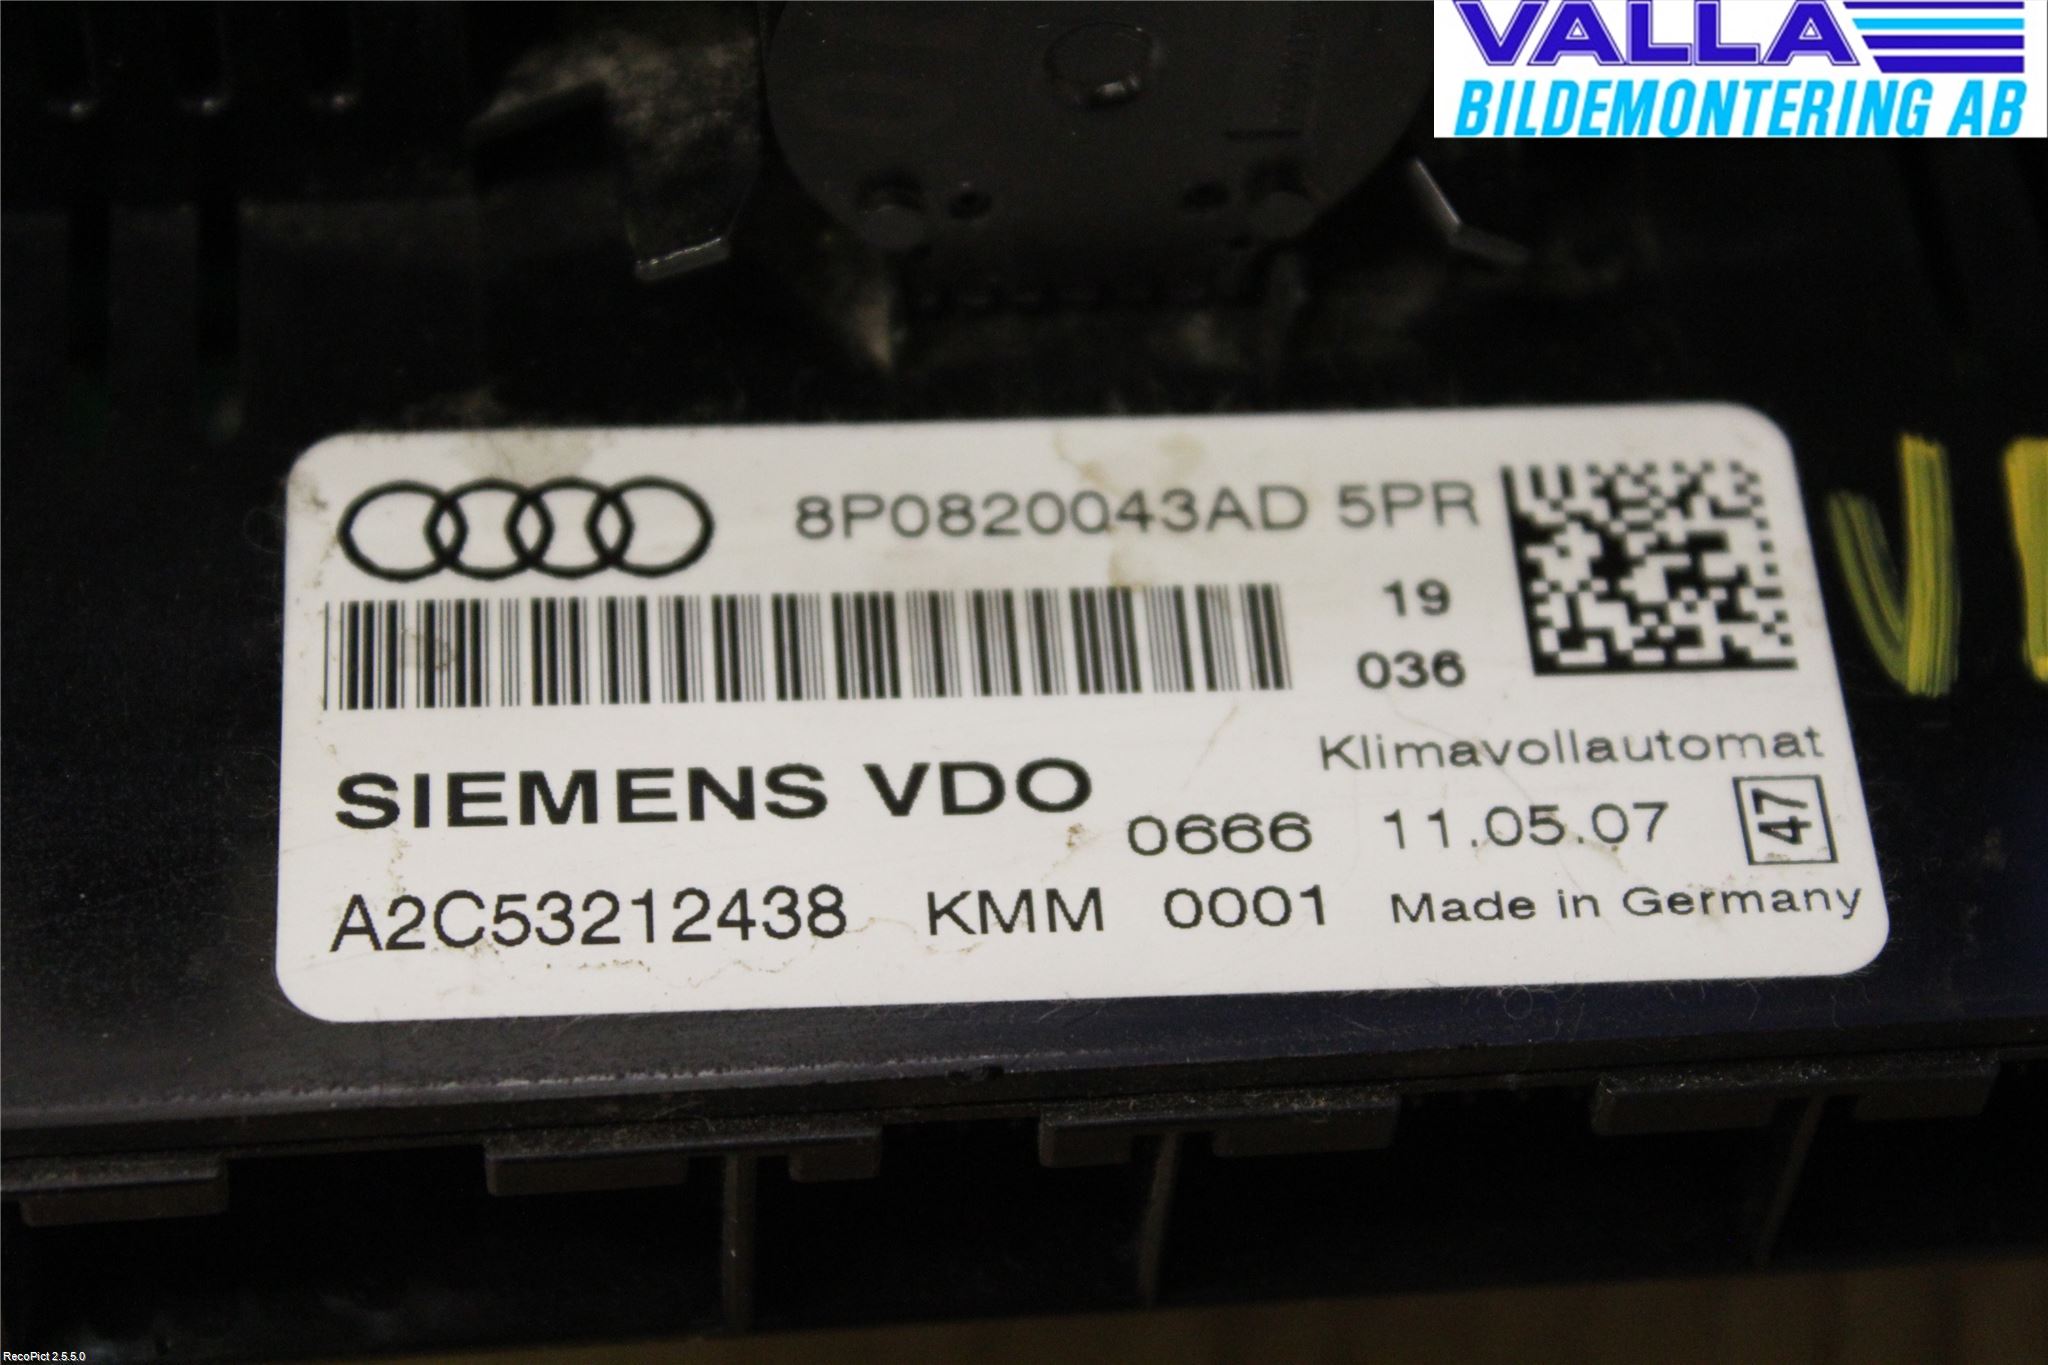 VALLA
BILDEMONTERING AB
8P0820043AD 5PR
19
036
SIEMENS VDO
Klimavollautomat
0666 11.05.07 47
A2C53212438 KMM 0001 Made in Germany
RecoPict 2.5.5.0